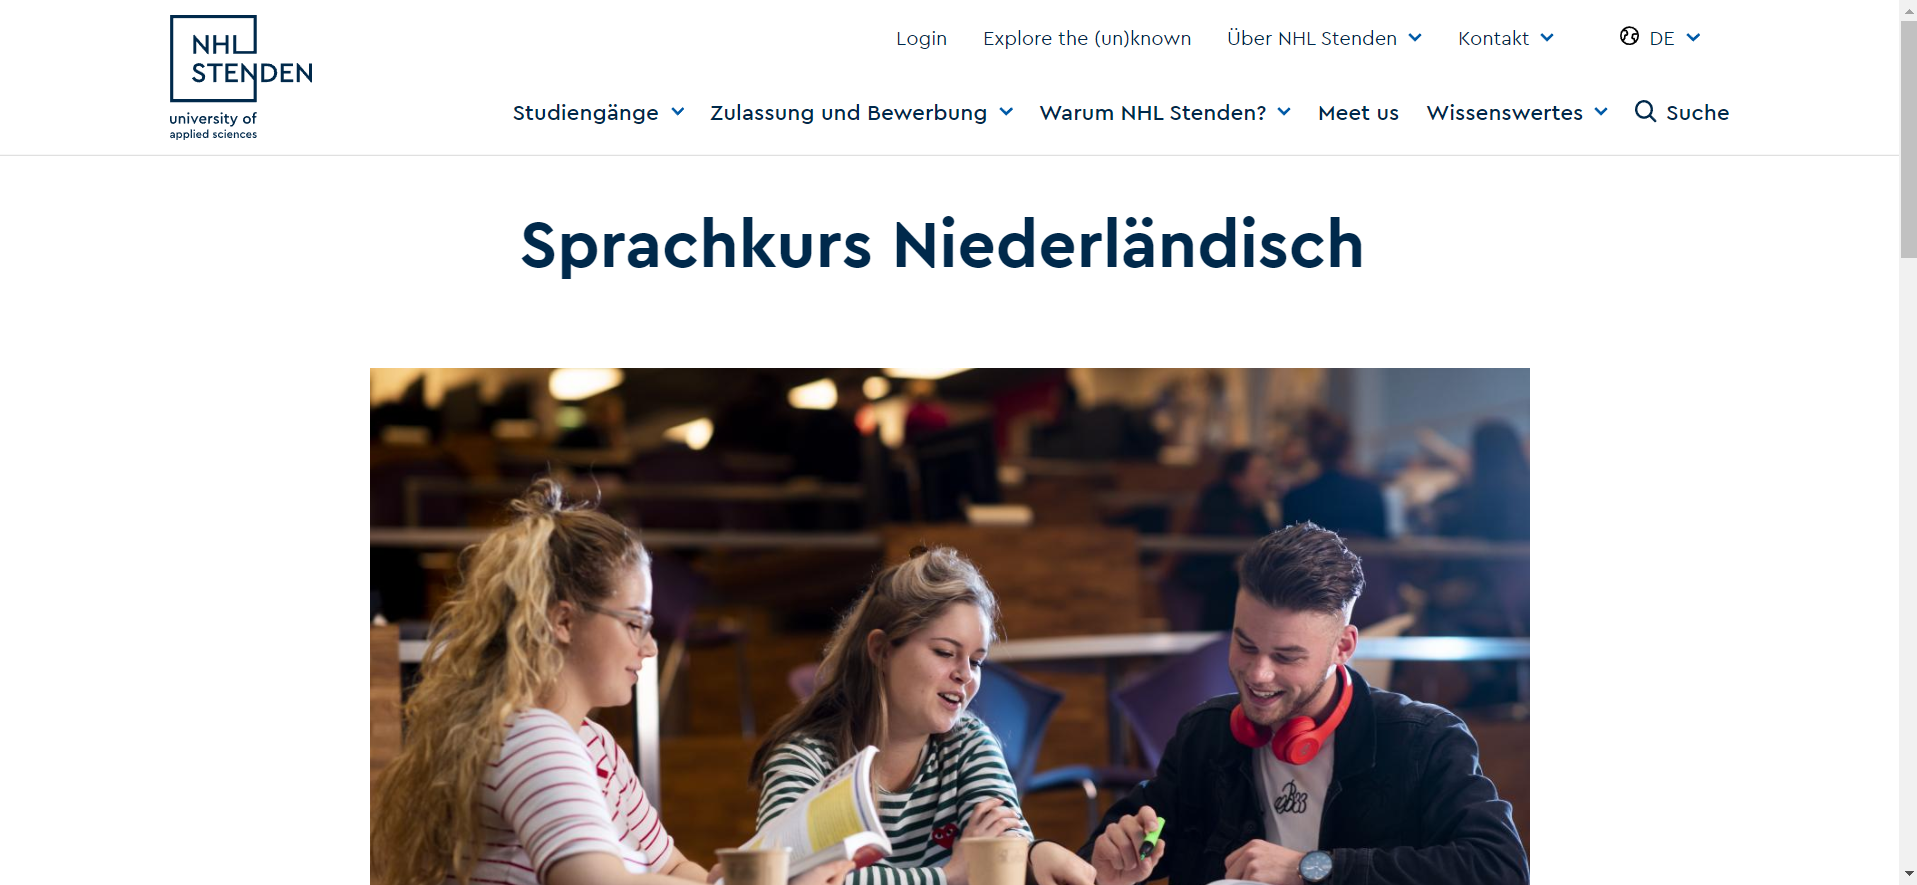 NHL
STENDEN
university of
applied sciences
Login Explore the (un)known Über NHL Stenden Kontakt DE
Studiengänge Zulassung und Bewerbung Warum NHL Stenden? Meet us Wissenswertes Suche
Sprachkurs Niederländisch